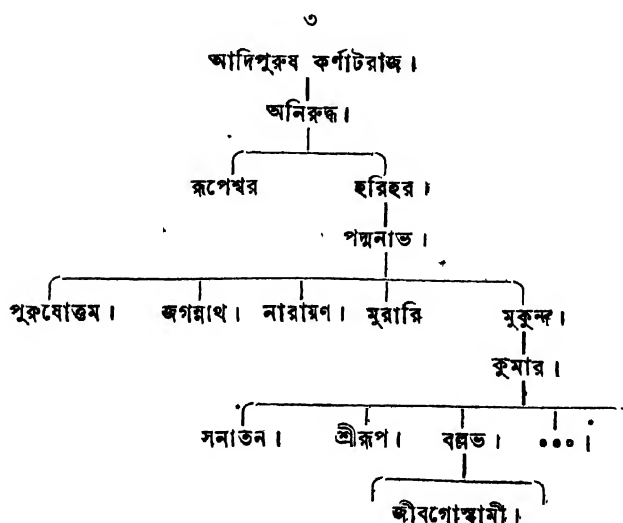 ৩
আদিপুরুষ কর্ণাটরাজ।
অনিরুদ্ধ।
রূপেশ্বর হরিহর।
পদ্মনাভ।
পুরুষোত্তম। জগন্নাথ। নারায়ণ। মুরারি মুকুন্দ।
কুমার।
সনাতন। শ্রীরূপ। বল্লভ। •••।
জীবগোস্বামী।